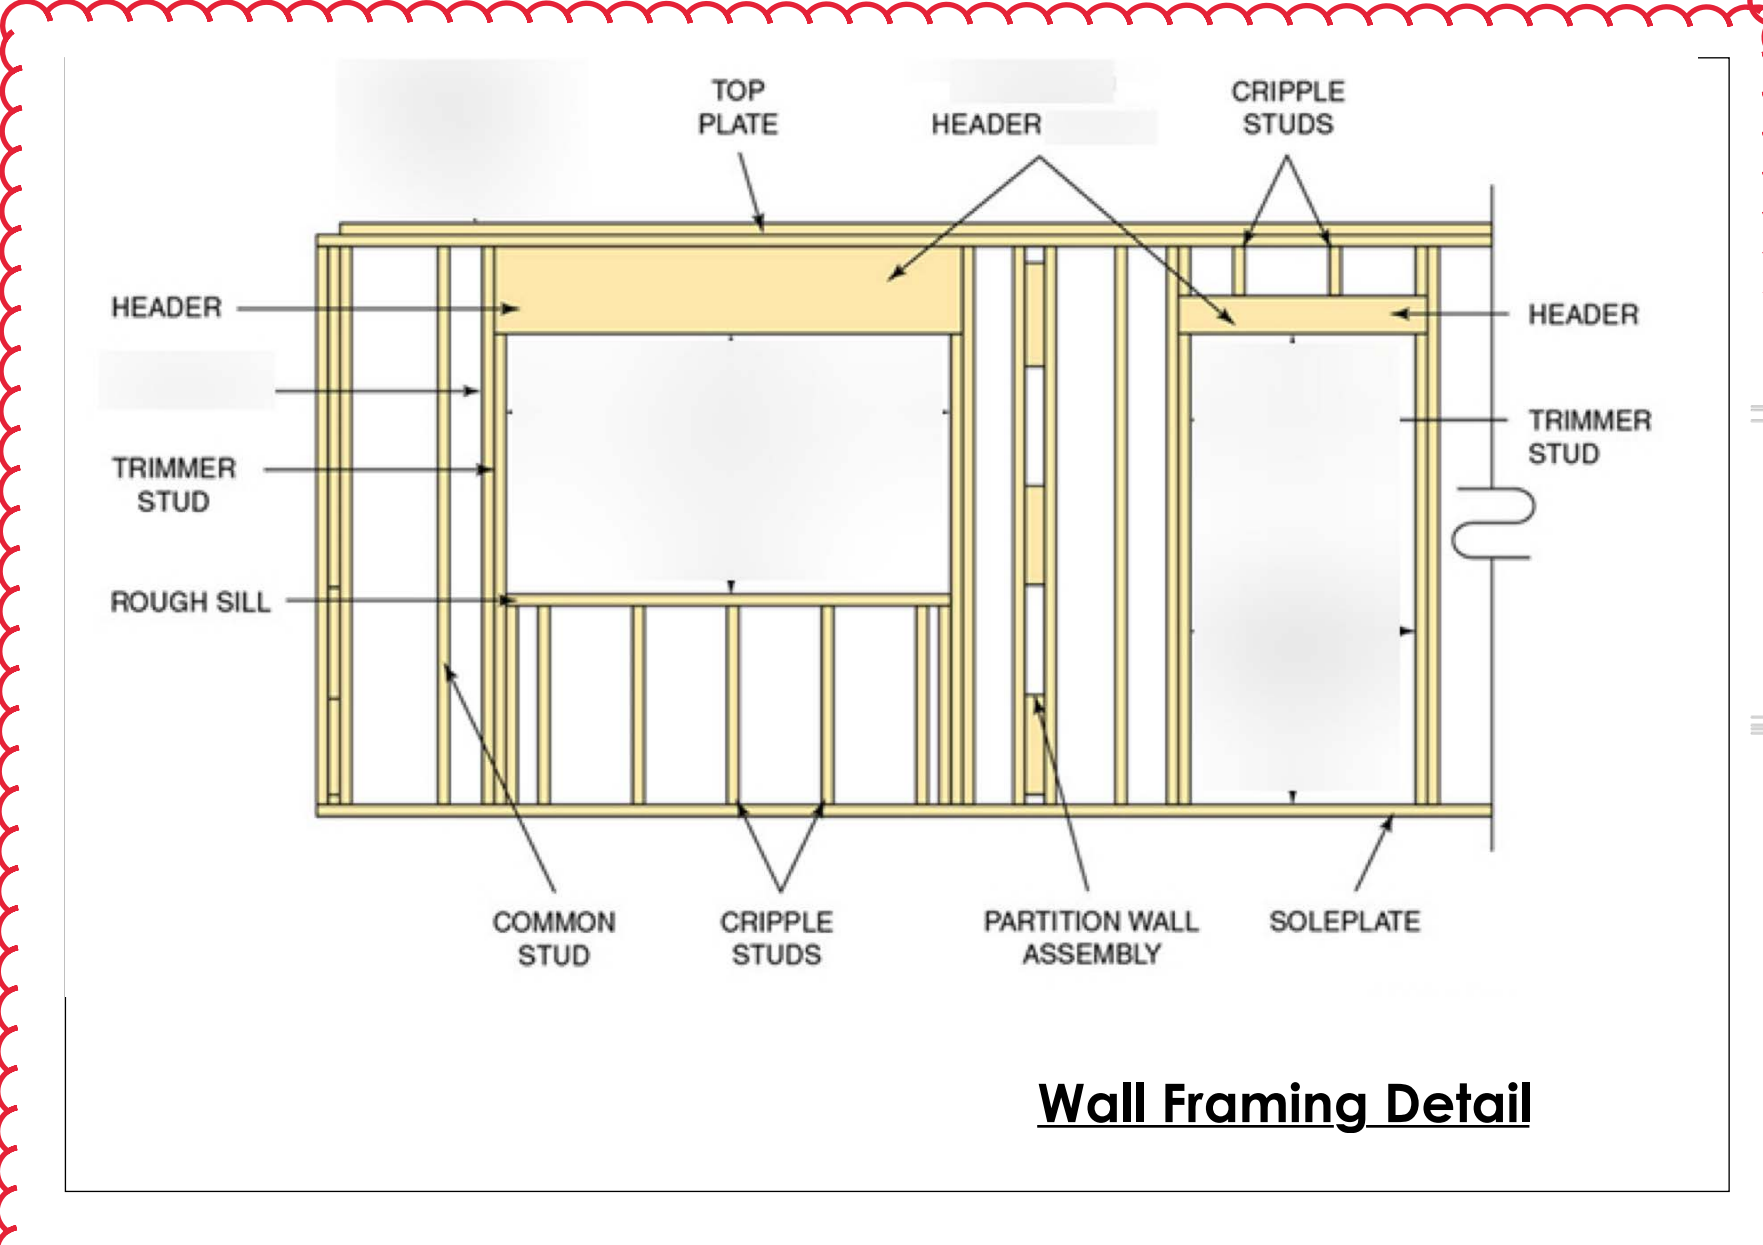 TOP
PLATE
HEADER
CRIPPLE
STUDS
HEADER
HEADER
TRIMMER
STUD
TRIMMER
STUD
ROUGH SILL
COMMON
STUD
CRIPPLE
STUDS
PARTITION WALL
ASSEMBLY
SOLEPLATE
Wall Framing Detail